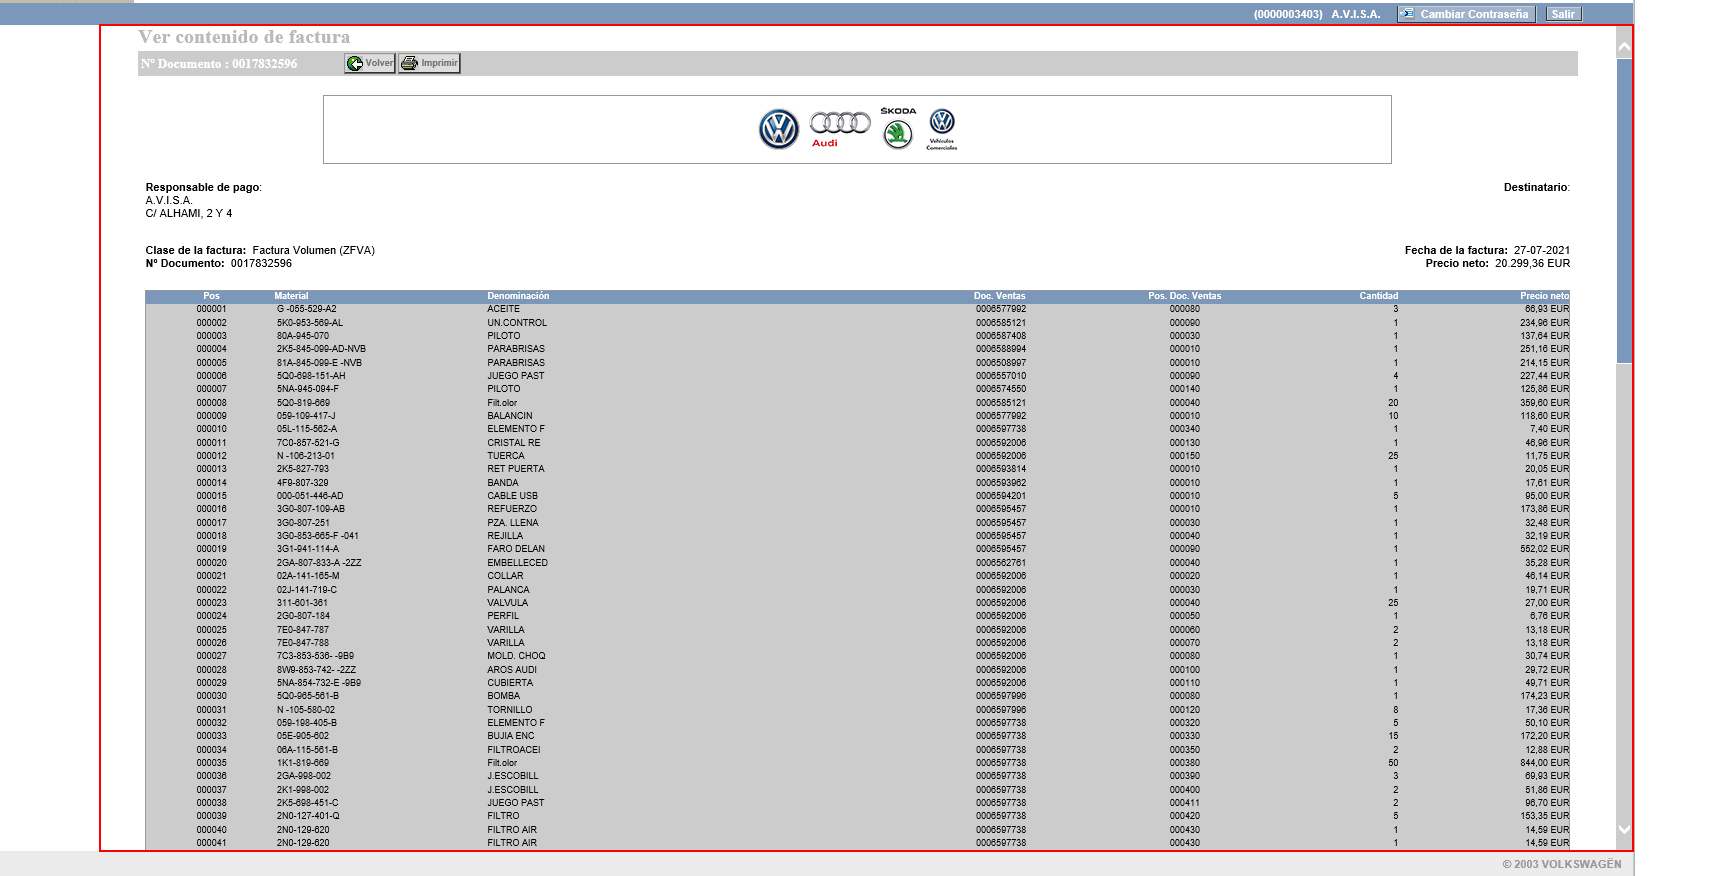 (0000003403) A.V.I.S.A. Cambiar Contraseña Salir
Ver contenido de factura
Nº Documento : 0017832596 Volver Imprimir
Audi ŠKODA Vehículos Comerciales
Responsable de pago: Destinatario:
A.V.I.S.A.
C/ ALHAMI, 2 Y 4
Clase de la factura: Factura Volumen (ZFVA) Fecha de la factura: 27-07-2021
Nº Documento: 0017832596 Precio neto: 20.299,36 EUR
Pos Material Denominación Doc. Ventas Pos. Doc. Ventas Cantidad Precio neto
000001 G -055-529-A2 ACEITE 0006577992 000080 3 66,93 EUR
000002 5K0-953-569-AL UN.CONTROL 0006585121 000090 1 234,96 EUR
000003 80A-945-070 PILOTO 0006587408 000030 1 137,64 EUR
000004 2K5-845-099-AD-NVB PARABRISAS 0006588994 000010 1 251,16 EUR
000005 81A-845-099-E -NVB PARABRISAS 0006508997 000010 1 214,15 EUR
000006 5Q0-698-151-AH JUEGO PAST 0006557010 000090 4 227,44 EUR
000007 5NA-945-094-F PILOTO 0006574550 000140 1 125,86 EUR
000008 5Q0-819-669 Filt.olor 0006585121 000040 20 359,60 EUR
000009 059-109-417-J BALANCIN 0006577992 000010 10 118,60 EUR
000010 05L-115-562-A ELEMENTO F 0006597738 000340 1 7,40 EUR
000011 7C0-857-521-G CRISTAL RE 0006592006 000130 1 46,96 EUR
000012 N -106-213-01 TUERCA 0006592006 000150 25 11,75 EUR
000013 2K5-827-793 RET PUERTA 0006593814 000010 1 20,05 EUR
000014 4F9-807-329 BANDA 0006593962 000010 1 17,61 EUR
000015 000-051-446-AD CABLE USB 0006594201 000010 5 95,00 EUR
000016 3G0-807-109-AB REFUERZO 0006595457 000010 1 173,86 EUR
000017 3G0-807-251 PZA. LLENA 0006595457 000030 1 32,48 EUR
000018 3G0-853-665-F -041 REJILLA 0006595457 000040 1 32,19 EUR
000019 3G1-941-114-A FARO DELAN 0006595457 000090 1 552,02 EUR
000020 2GA-807-833-A -2ZZ EMBELLECED 0006562761 000040 1 35,28 EUR
000021 02A-141-165-M COLLAR 0006592006 000020 1 46,14 EUR
000022 02J-141-719-C PALANCA 0006592006 000030 1 19,71 EUR
000023 311-601-361 VALVULA 0006592006 000040 25 27,00 EUR
000024 2G0-807-184 PERFIL 0006592006 000050 1 6,76 EUR
000025 7E0-847-787 VARILLA 0006592006 000060 2 13,18 EUR
000026 7E0-847-788 VARILLA 0006592006 000070 2 13,18 EUR
000027 7C3-853-536- -9B9 MOLD. CHOQ 0006592006 000080 1 30,74 EUR
000028 8W9-853-742- -2ZZ AROS AUDI 0006592006 000100 1 29,72 EUR
000029 5NA-854-732-E -9B9 CUBIERTA 0006592006 000110 1 49,71 EUR
000030 5Q0-965-561-B BOMBA 0006597996 000080 1 174,23 EUR
000031 N -105-580-02 TORNILLO 0006597996 000120 8 17,36 EUR
000032 059-198-405-B ELEMENTO F 0006597738 000320 5 50,10 EUR
000033 05E-905-602 BUJIA ENC 0006597738 000330 15 172,20 EUR
000034 06A-115-561-B FILTROACEI 0006597738 000350 2 12,88 EUR
000035 1K1-819-669 Filt.olor 0006597738 000380 50 844,00 EUR
000036 2GA-998-002 J.ESCOBILL 0006597738 000390 3 69,93 EUR
000037 2K1-998-002 J.ESCOBILL 0006597738 000400 2 51,86 EUR
000038 2K5-698-451-C JUEGO PAST 0006597738 000411 2 96,70 EUR
000039 2N0-127-401-Q FILTRO 0006597738 000420 5 153,35 EUR
000040 2N0-129-620 FILTRO AIR 0006597738 000430 1 14,59 EUR
000041 2N0-129-620 FILTRO AIR 0006597738 000430 1 14,59 EUR
© 2003 VOLKSWAGËN